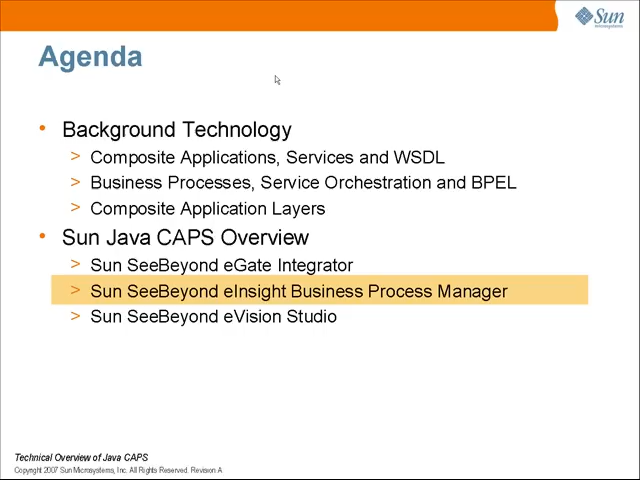 Sun
microsystems
Agenda
• Background Technology
> Composite Applications, Services and WSDL
> Business Processes, Service Orchestration and BPEL
> Composite Application Layers
• Sun Java CAPS Overview
> Sun SeeBeyond eGate Integrator
> Sun SeeBeyond eInsight Business Process Manager
> Sun SeeBeyond eVision Studio
Technical Overview of Java CAPS
Copyright 2007 Sun Microsystems, Inc. All Rights Reserved. Revision A